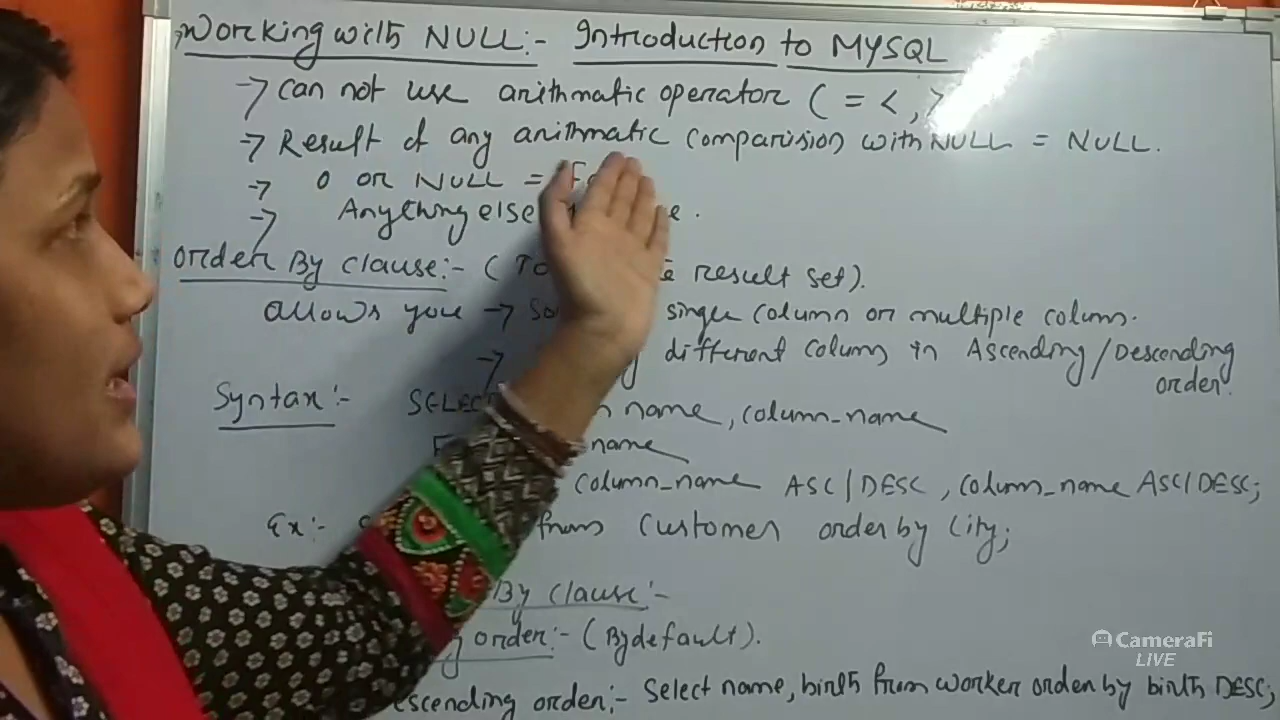 Working with NULL:- Introduction to MYSQL
→ Can not use arithmatic operator ( = < , >
→ Result of any arithmatic comparision with NULL = NULL.
→ 0 or NULL =
→ Anything else
Order By Clause:- ( To result set).
allows you → single column or multiple colums.
→ different colums in Ascending/Descending
order.
Syntax:- SELECT name, column_name
name
column_name ASC/DESC, column_name ASC/DESC;
Ex:- from Customer order by City;
By Clause:-
order:- (Bydefault).
escending order:- Select name, birth from worker order by birth DESC;
CameraFi
LIVE